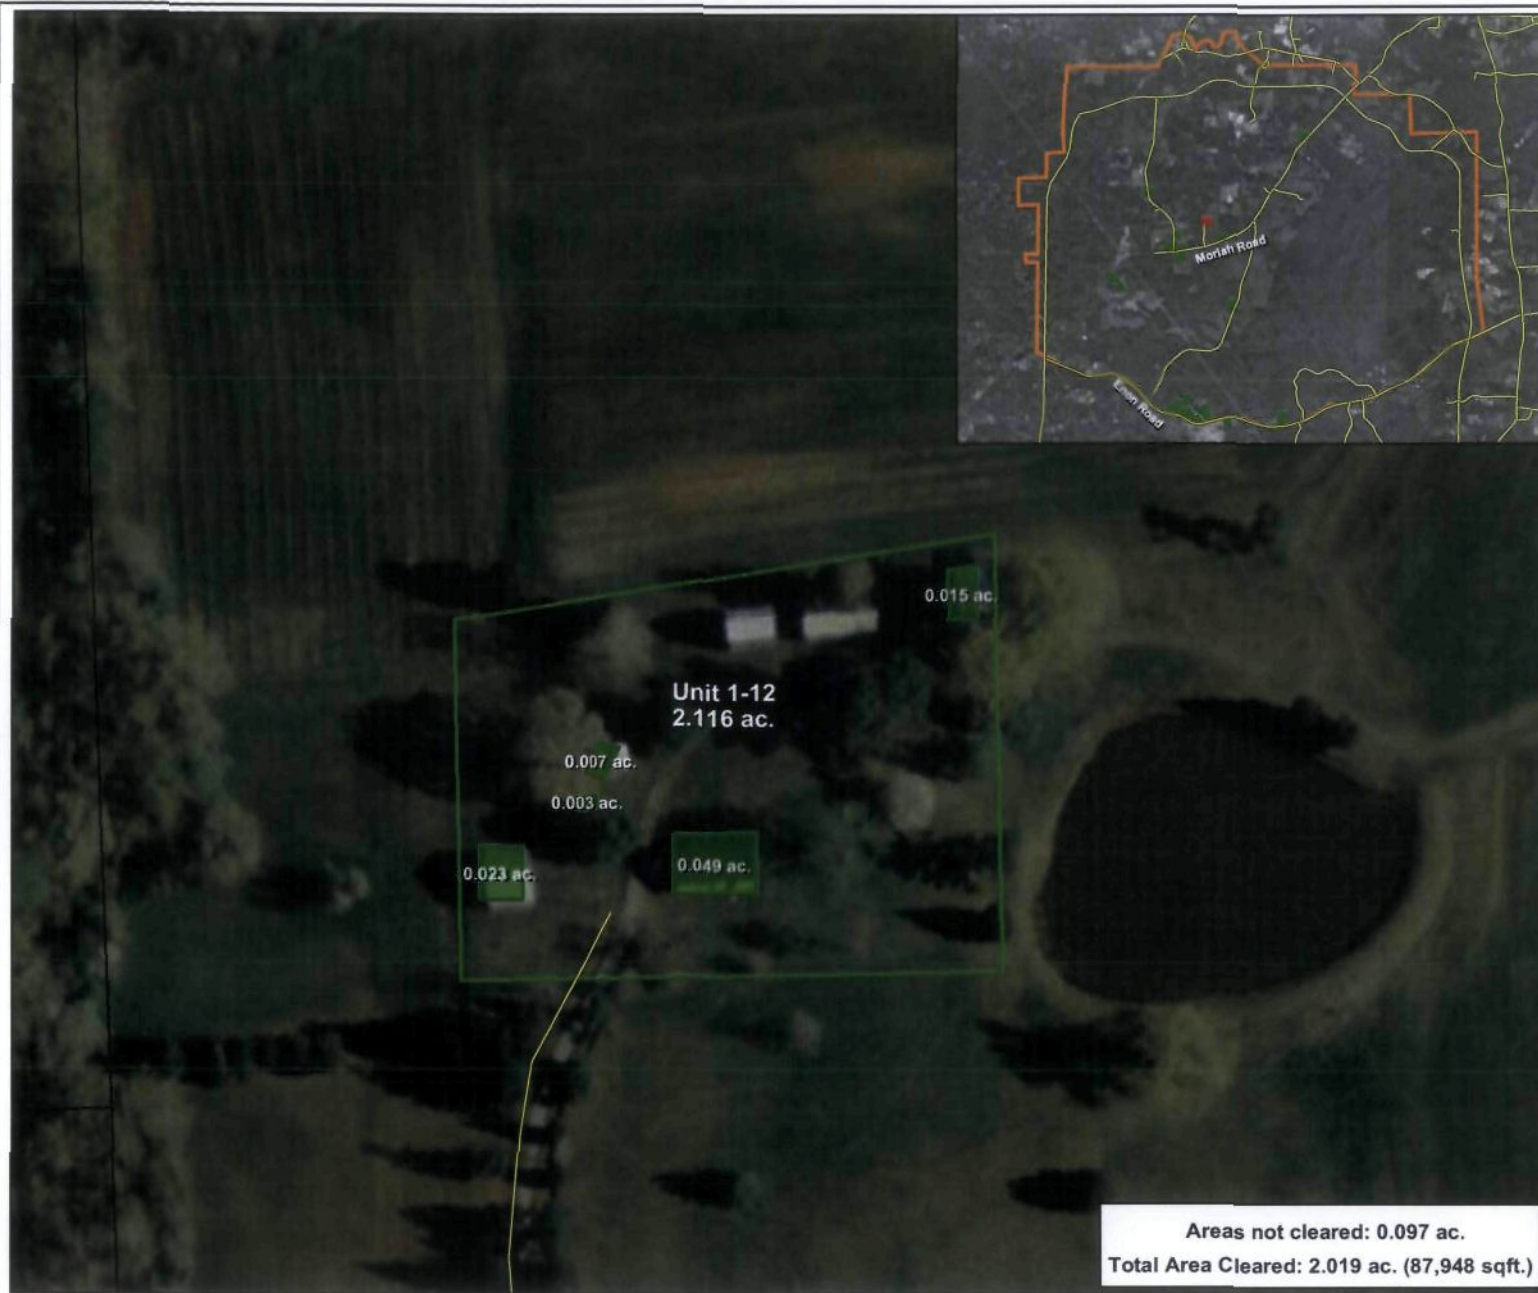 Moriah Road
Enon Road
0.015 ac.
Unit 1-12
2.116 ac.
0.007 ac.
0.003 ac.
0.023 ac.
0.049 ac.
Areas not cleared: 0.097 ac.
Total Area Cleared: 2.019 ac. (87,948 sqft.)